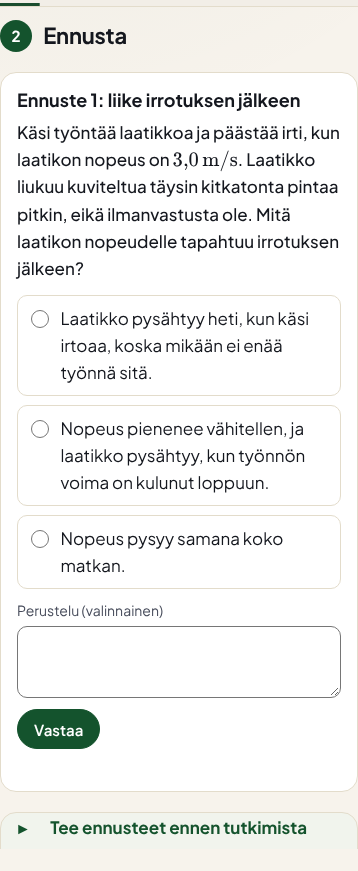 2 Ennusta
Ennuste 1: liike irrotuksen jälkeen
Käsi työntää laatikkoa ja päästää irti, kun
laatikon nopeus on 3,0 m/s. Laatikko
liukuu kuviteltua täysin kitkatonta pintaa
pitkin, eikä ilmanvastusta ole. Mitä
laatikon nopeudelle tapahtuu irrotuksen
jälkeen?
Laatikko pysähtyy heti, kun käsi
irtoaa, koska mikään ei enää
työnnä sitä.
Nopeus pienenee vähitellen, ja
laatikko pysähtyy, kun työnnön
voima on kulunut loppuun.
Nopeus pysyy samana koko
matkan.
Perustelu (valinnainen)
Vastaa
Tee ennusteet ennen tutkimista